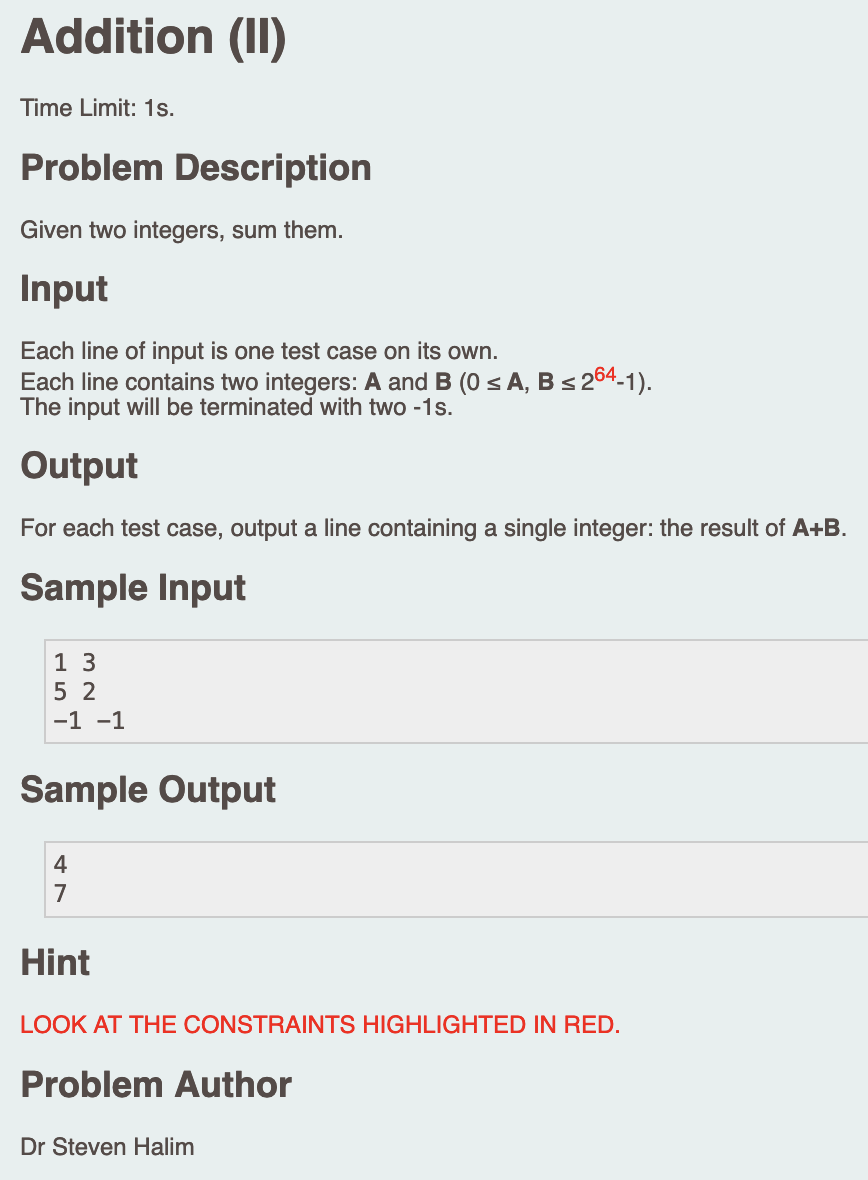 Addition (II)
Time Limit: 1s.
Problem Description
Given two integers, sum them.
Input
Each line of input is one test case on its own.
Each line contains two integers: A and B (0 ≤ A, B ≤ 2^64-1).
The input will be terminated with two -1s.
Output
For each test case, output a line containing a single integer: the result of A+B.
Sample Input
1 3
5 2
-1 -1
Sample Output
4
7
Hint
LOOK AT THE CONSTRAINTS HIGHLIGHTED IN RED.
Problem Author
Dr Steven Halim